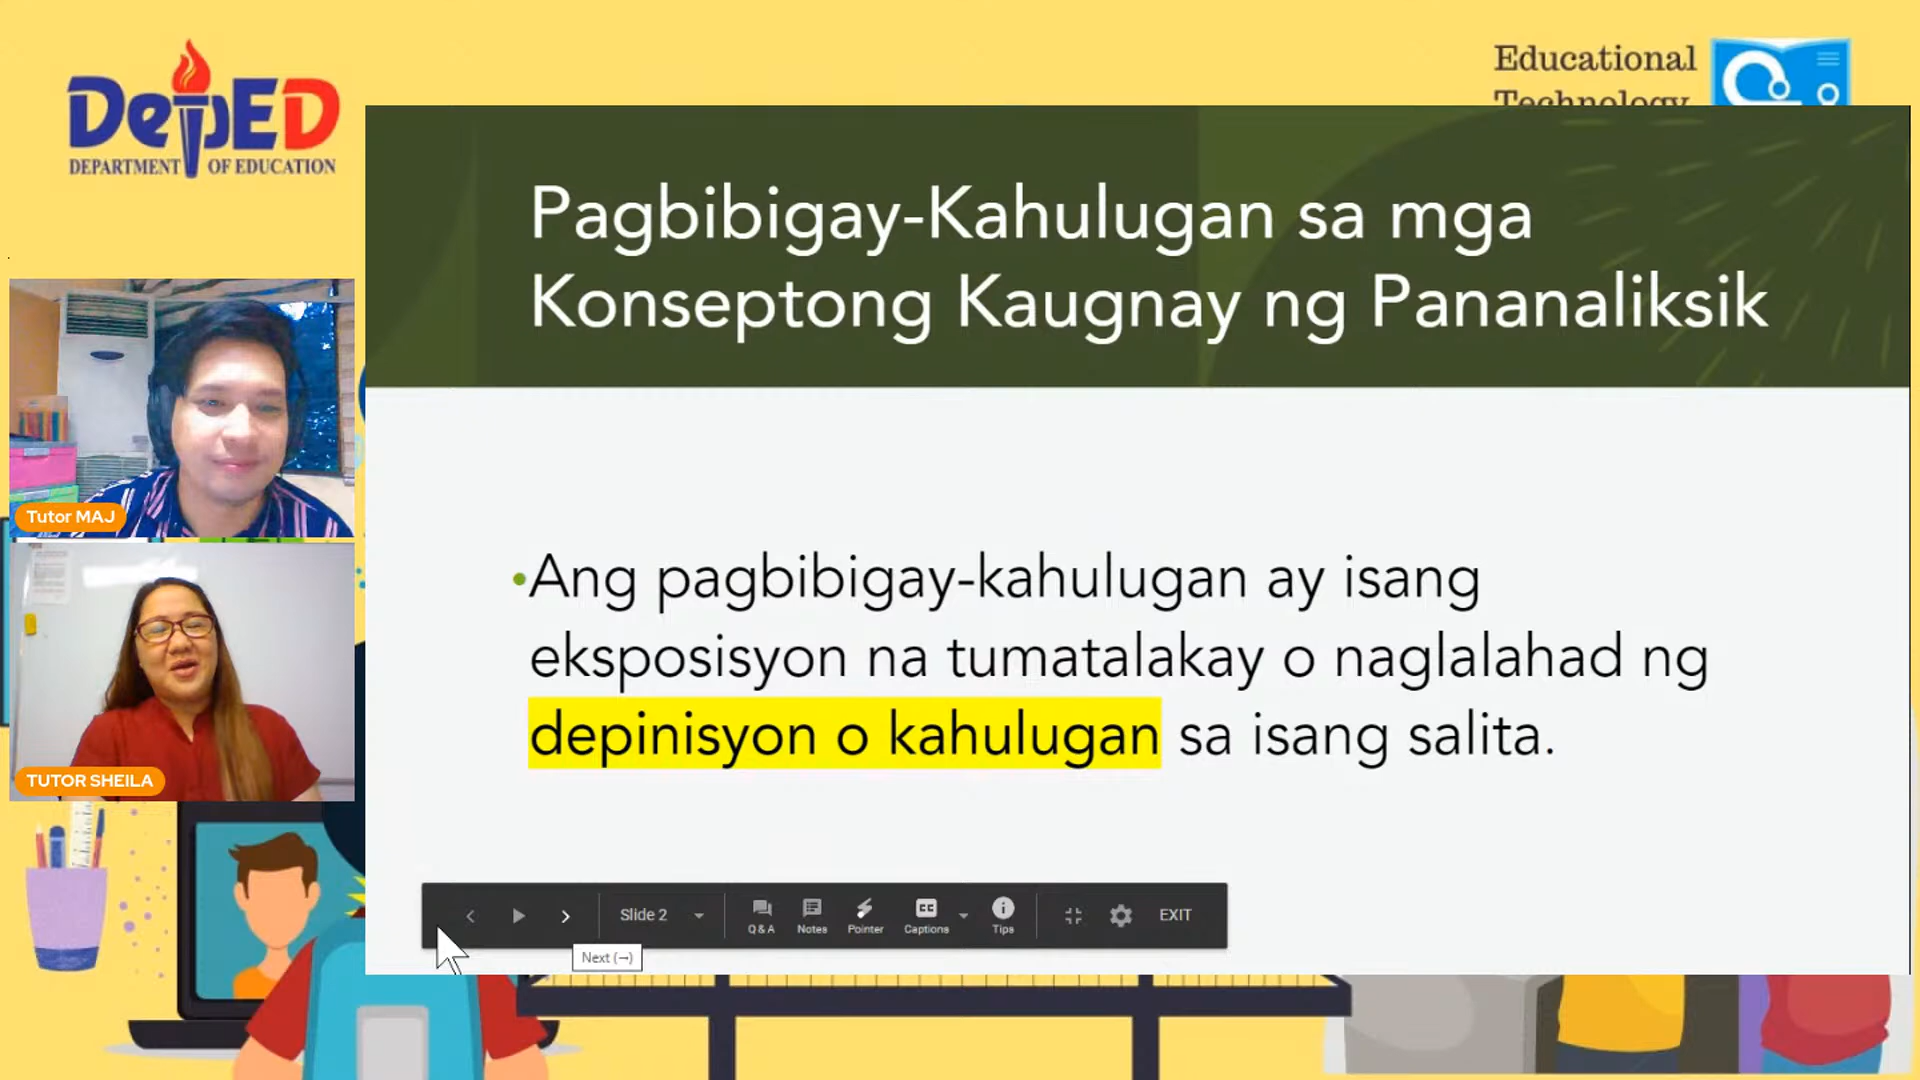 DepED
DEPARTMENT OF EDUCATION
Educational
Technology
Pagbibigay-Kahulugan sa mga
Konseptong Kaugnay ng Pananaliksik
Tutor MAJ
TUTOR SHEILA
•Ang pagbibigay-kahulugan ay isang
eksposisyon na tumatalakay o naglalahad ng
depinisyon o kahulugan sa isang salita.
Slide 2
Q & A
Notes
Pointer
CC
Captions
Tips
EXIT
Next (→)